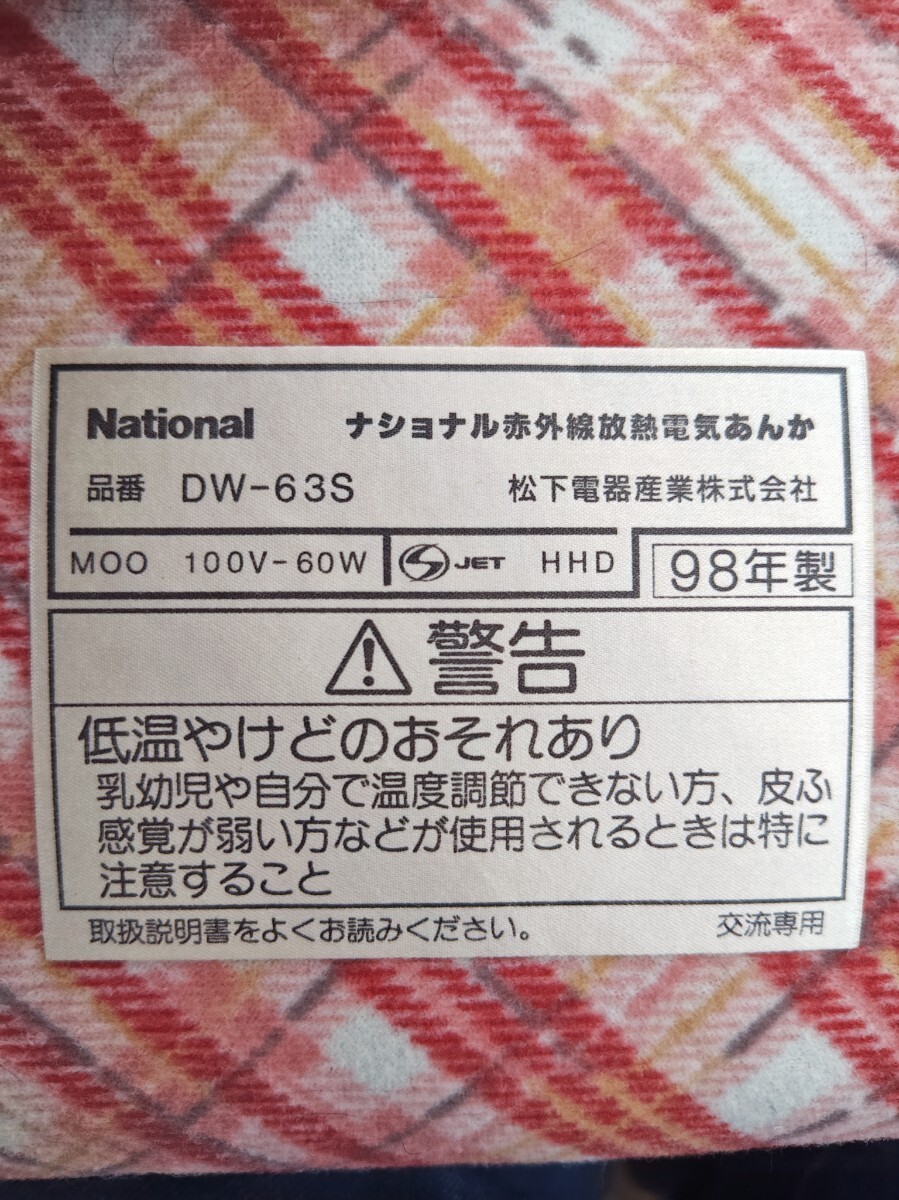 National ナショナル赤外線放熱電気あんか
品番 DW-63S 松下電器産業株式会社
MOO 100V-60W JET HHD 98年製
警告
低温やけどのおそれあり
乳幼児や自分で温度調節できない方、皮ふ
感覚が弱い方などが使用されるときは特に
注意すること
取扱説明書をよくお読みください。 交流専用